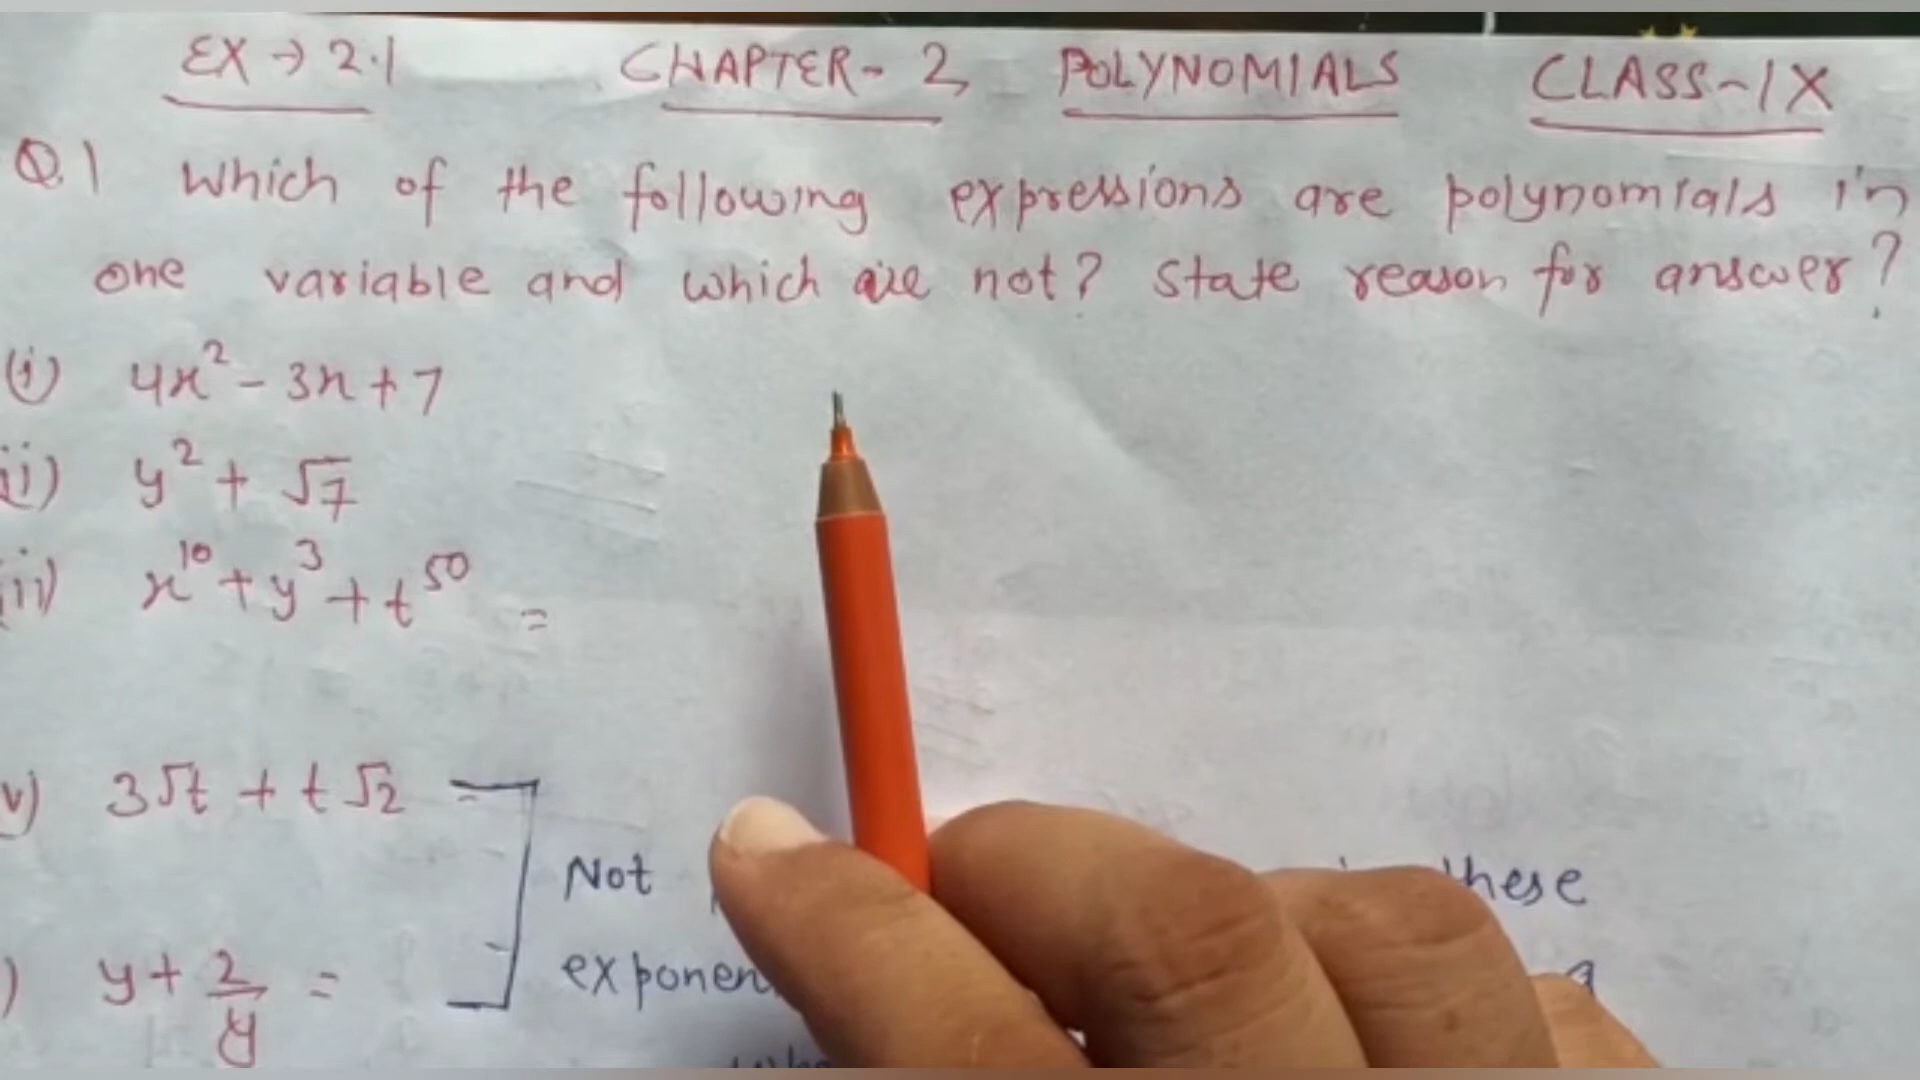 EX → 2.1 CHAPTER - 2 POLYNOMIALS CLASS - IX
Q.1 Which of the following expressions are polynomials in
one variable and which are not? State reason for answer?
(i) 4x² - 3x + 7
ii) y² + √7
iii) x¹⁰ + y³ + t⁵⁰ =
v) 3√t + t√2 =
Not these
) y + 2/y =
exponen